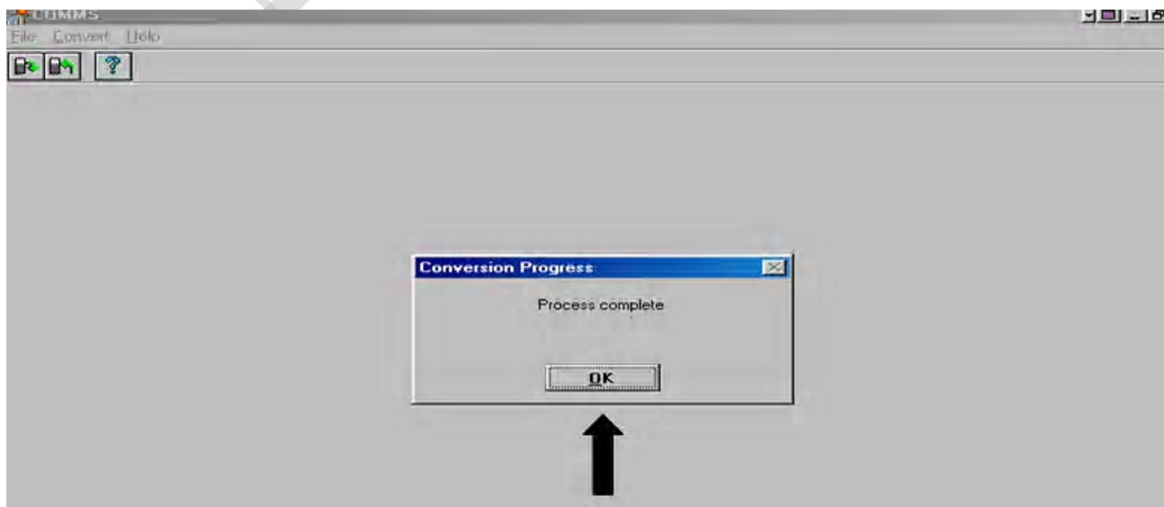 COMMS
File Convert Help
Conversion Progress
Process complete
OK